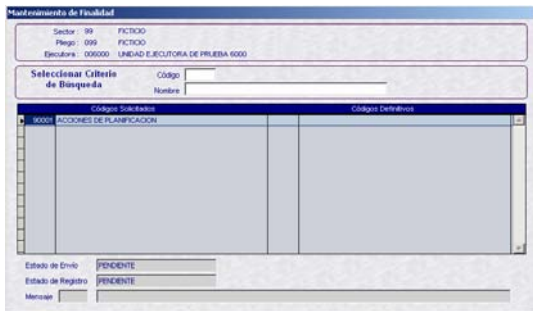 Mantenimiento de Finalidad
Sector : 99 FICTICIO
Pliego : 099 FICTICIO
Ejecutora : 006000 UNIDAD EJECUTORA DE PRUEBA 6000
Seleccionar Criterio de Búsqueda
Código
Nombre
Códigos Solicitados Códigos Definitivos
90001 ACCIONES DE PLANIFICACION
Estado de Envío PENDIENTE
Estado de Registro PENDIENTE
Mensaje